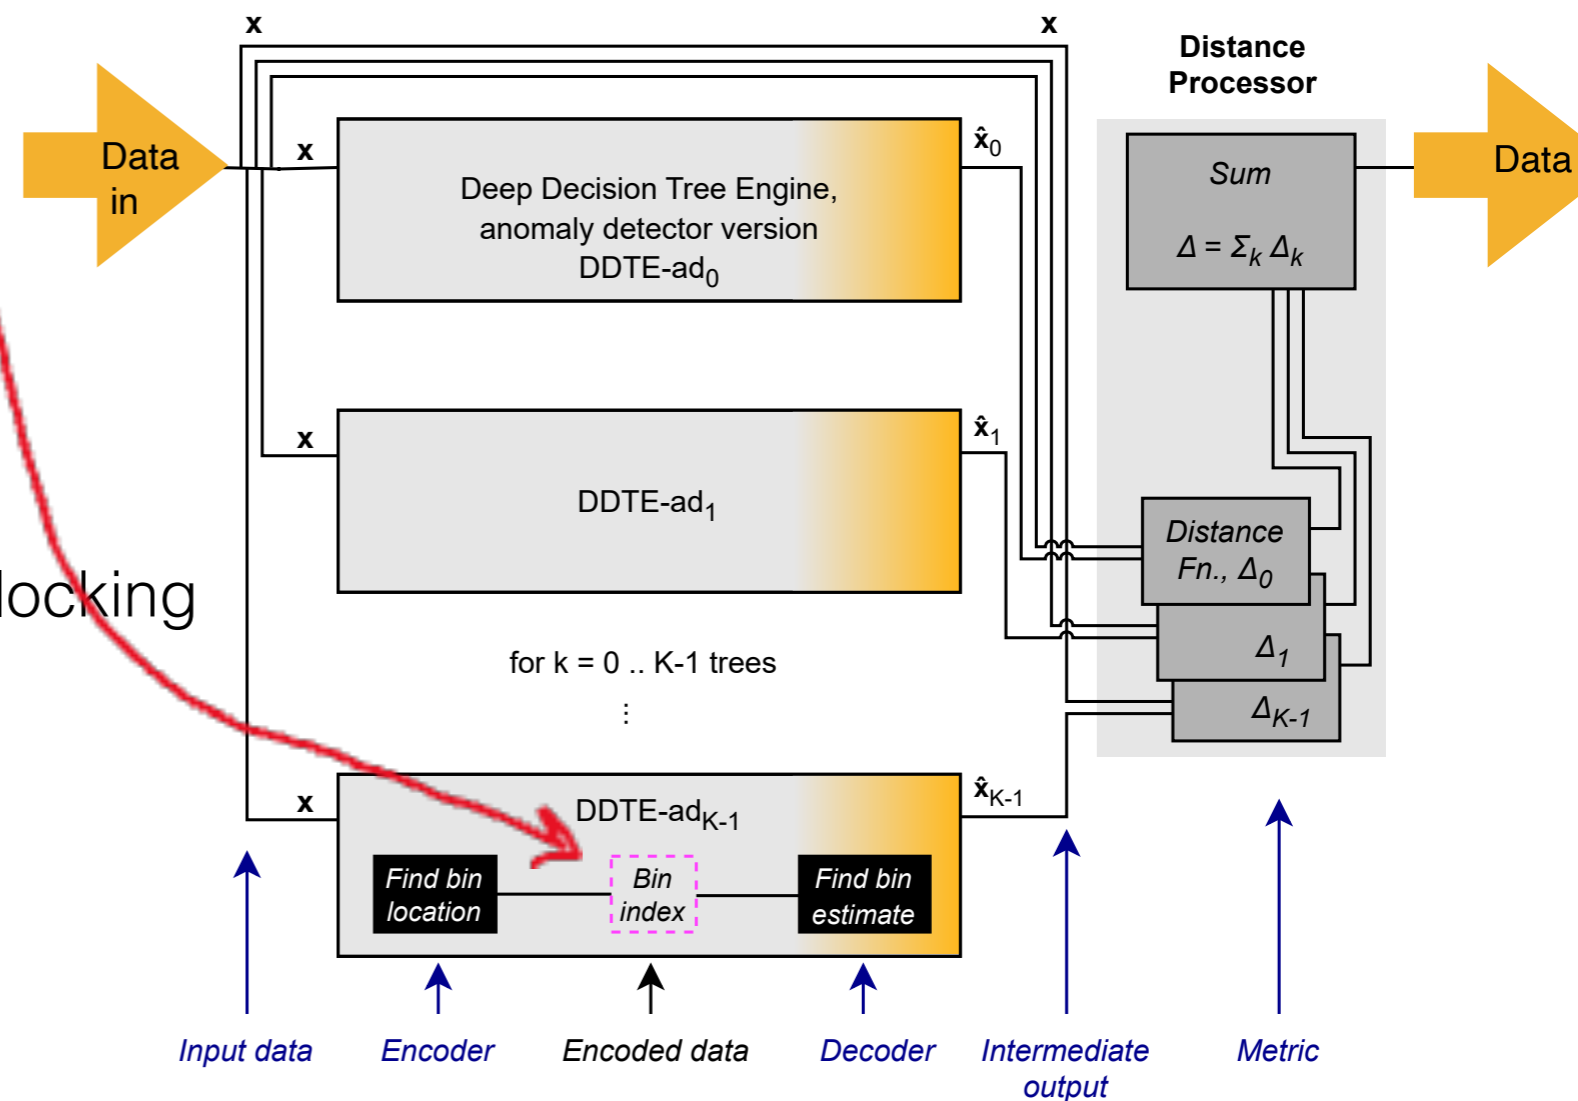 x
x
Distance
Processor
Data
in
x
Deep Decision Tree Engine,
anomaly detector version
DDTE-ad0
x̂0
Sum
Δ = Σk Δk
Data
x
DDTE-ad1
x̂1
Distance
Fn., Δ0
locking
Δ1
for k = 0 .. K-1 trees
⋮
ΔK-1
x
DDTE-adK-1
x̂K-1
Find bin
location
Bin
index
Find bin
estimate
Input data
Encoder
Encoded data
Decoder
Intermediate
output
Metric